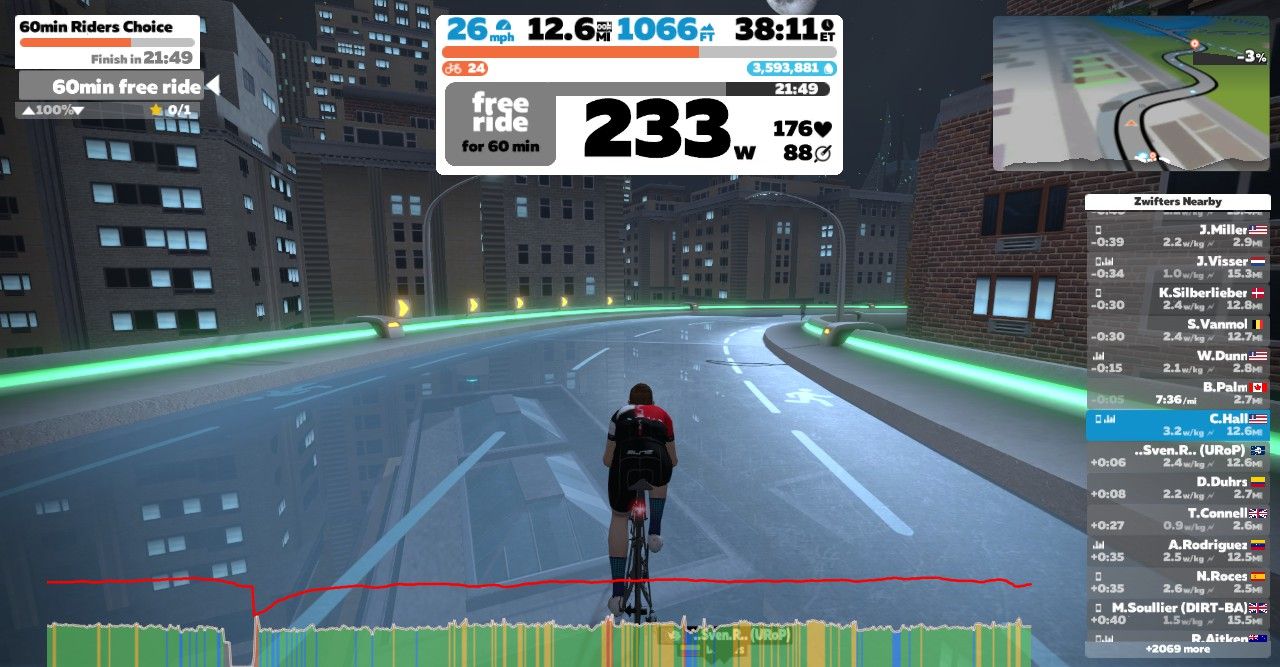 60min Riders Choice
Finish in 21:49
60min free ride
▲100%▼ ★ 0/1
26 mph 12.6 MI 1066 FT 38:11 ET
24 3,593,881
21:49
free ride
for 60 min
233 w
176
88
-3%
Zwifters Nearby
J.Miller
-0:39 2.2 w/kg 2.9 MI
J.Visser
-0:34 1.0 w/kg 15.3 MI
K.Silberlieber
-0:30 2.4 w/kg 12.8 MI
S.Vanmol
-0:30 2.4 w/kg 12.7 MI
W.Dunn
-0:15 2.1 w/kg 2.8 MI
B.Palm
-0:05 7:36 /mi 2.7 MI
C.Hall
3.2 w/kg 12.6 MI
..Sven.R.. (URoP)
+0:06 2.4 w/kg 12.6 MI
D.Duhrs
+0:08 2.2 w/kg 2.7 MI
T.Connell
+0:27 0.9 w/kg 2.6 MI
A.Rodriguez
+0:35 2.5 w/kg 12.5 MI
N.Roces
+0:35 2.6 w/kg 2.5 MI
M.Soullier (DIRT-BA)
+0:40 1.5 w/kg 15.5 MI
R.Aitken
+2069 more
..Sven.R.. (URoP)